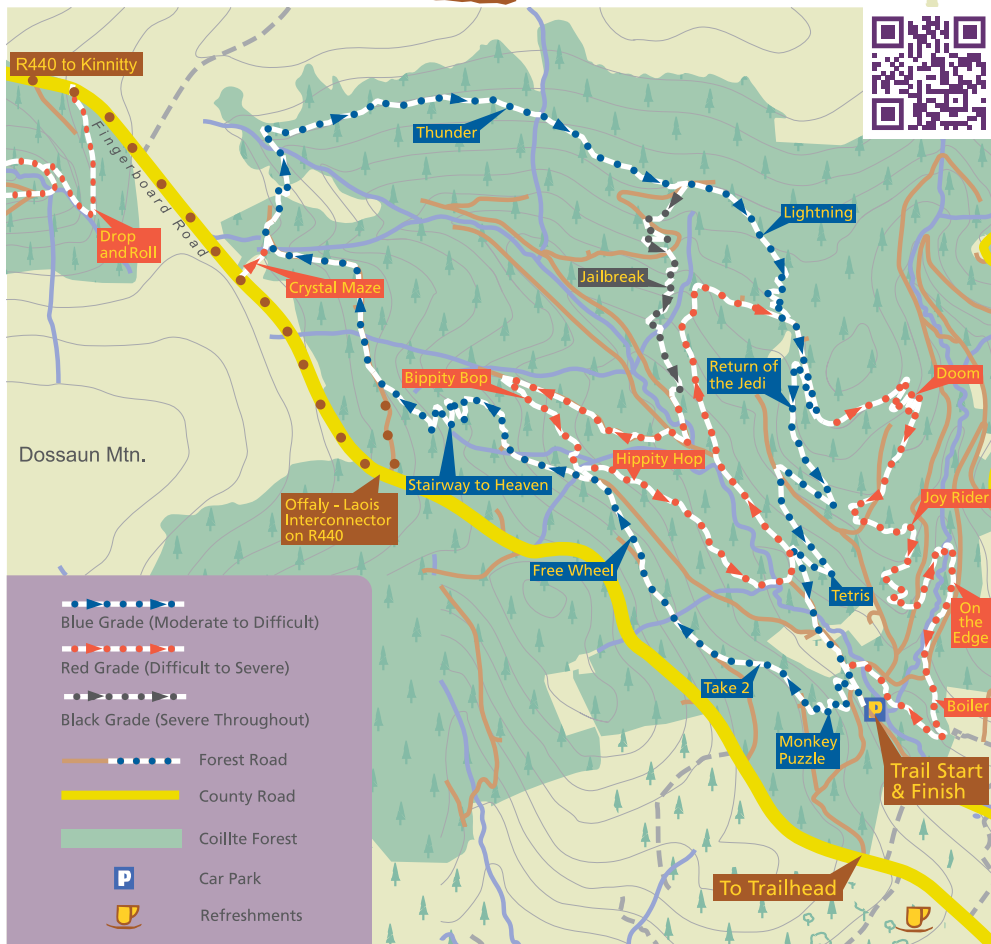 R440 to Kinnitty
Fingerboard Road
Thunder
Lightning
Drop
and Roll
Crystal Maze
Jailbreak
Return of
the Jedi
Doom
Bippity Bop
Dossaun Mtn.
Hippity Hop
Stairway to Heaven
Joy Rider
Offaly - Laois
Interconnector
on R440
Free Wheel
Tetris
On
the
Edge
Take 2
Boiler
Monkey
Puzzle
Trail Start
& Finish
To Trailhead
Blue Grade (Moderate to Difficult)
Red Grade (Difficult to Severe)
Black Grade (Severe Throughout)
Forest Road
County Road
Coillte Forest
P
Car Park
Refreshments
P